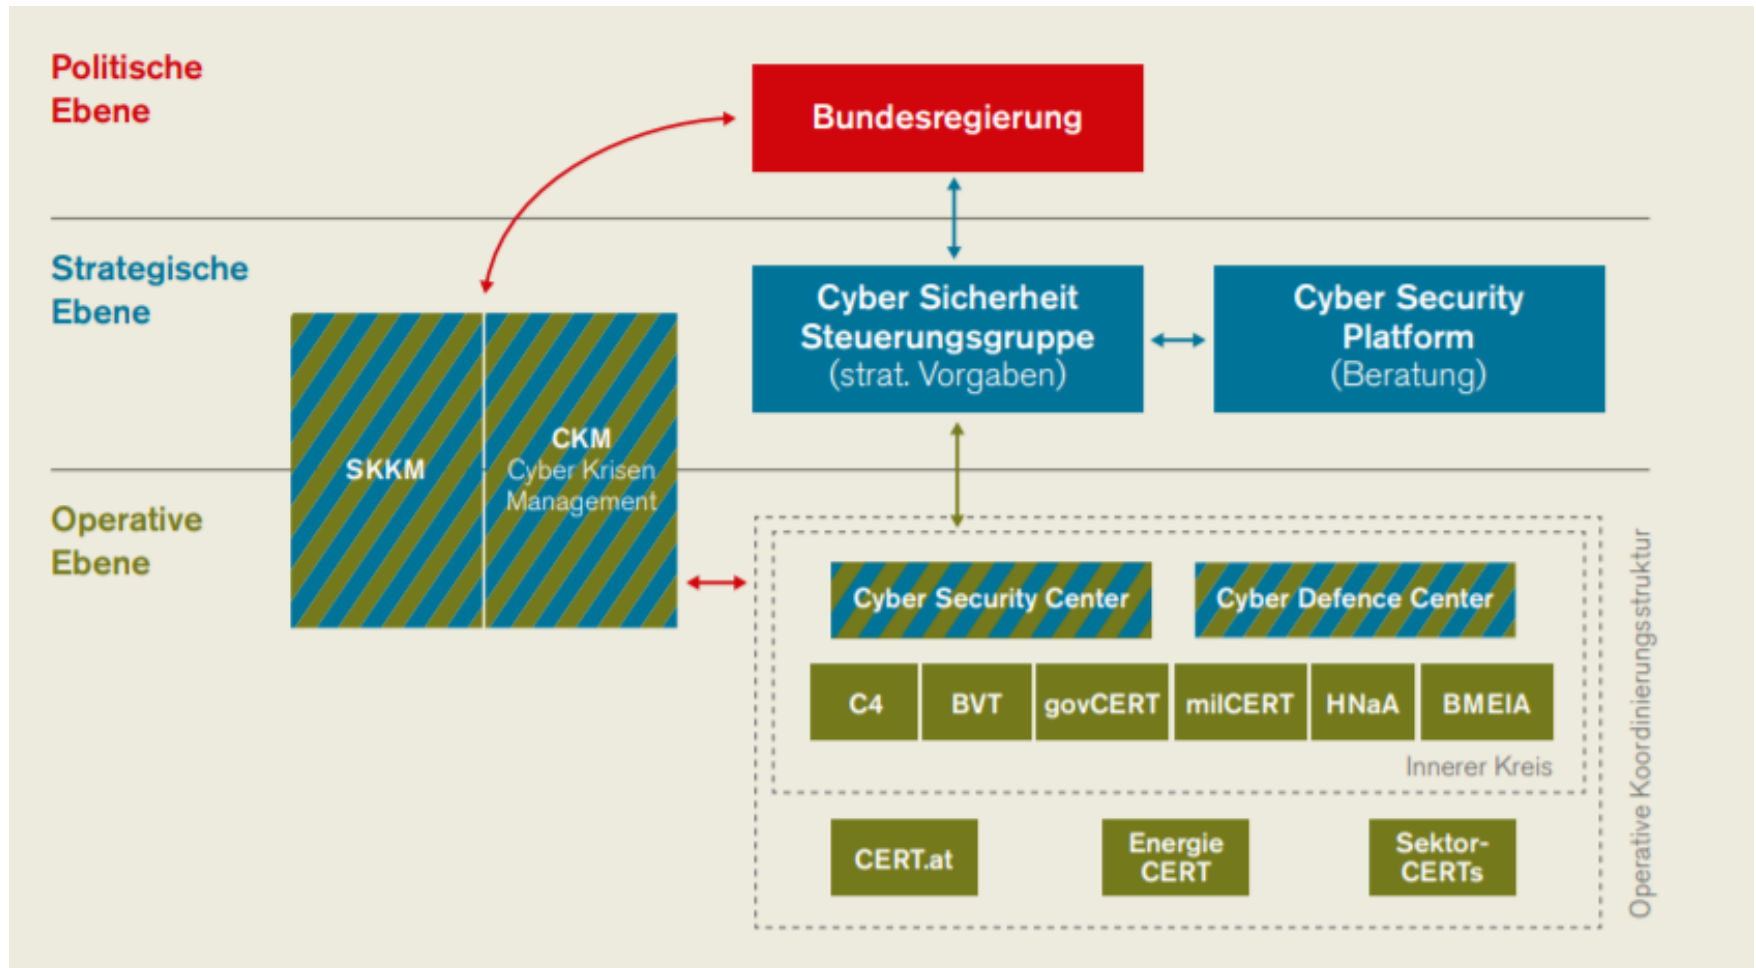 Politische
Ebene
Bundesregierung
Strategische
Ebene
Cyber Sicherheit
Steuerungsgruppe
(strat. Vorgaben)
Cyber Security
Platform
(Beratung)
SKKM
CKM
Cyber Krisen
Management
Operative
Ebene
Cyber Security Center
Cyber Defence Center
C4
BVT
govCERT
milCERT
HNaA
BMEIA
Innerer Kreis
CERT.at
Energie
CERT
Sektor-
CERTs
Operative Koordinierungsstruktur